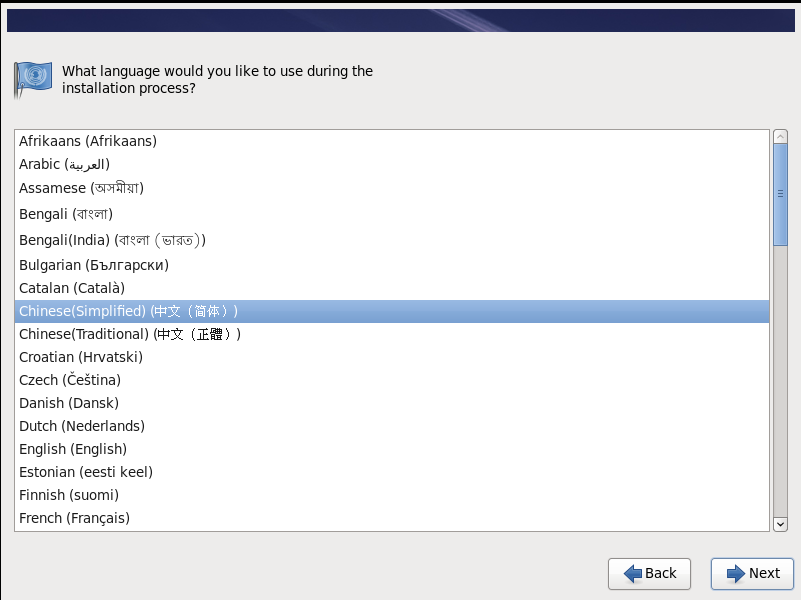 What language would you like to use during the
installation process?
Afrikaans (Afrikaans)
Arabic (العربية)
Assamese (অসমীয়া)
Bengali (বাংলা)
Bengali(India) (বাংলা (ভারত))
Bulgarian (Български)
Catalan (Català)
Chinese(Simplified) (中文（简体）)
Chinese(Traditional) (中文（正體）)
Croatian (Hrvatski)
Czech (Čeština)
Danish (Dansk)
Dutch (Nederlands)
English (English)
Estonian (eesti keel)
Finnish (suomi)
French (Français)
Back
Next